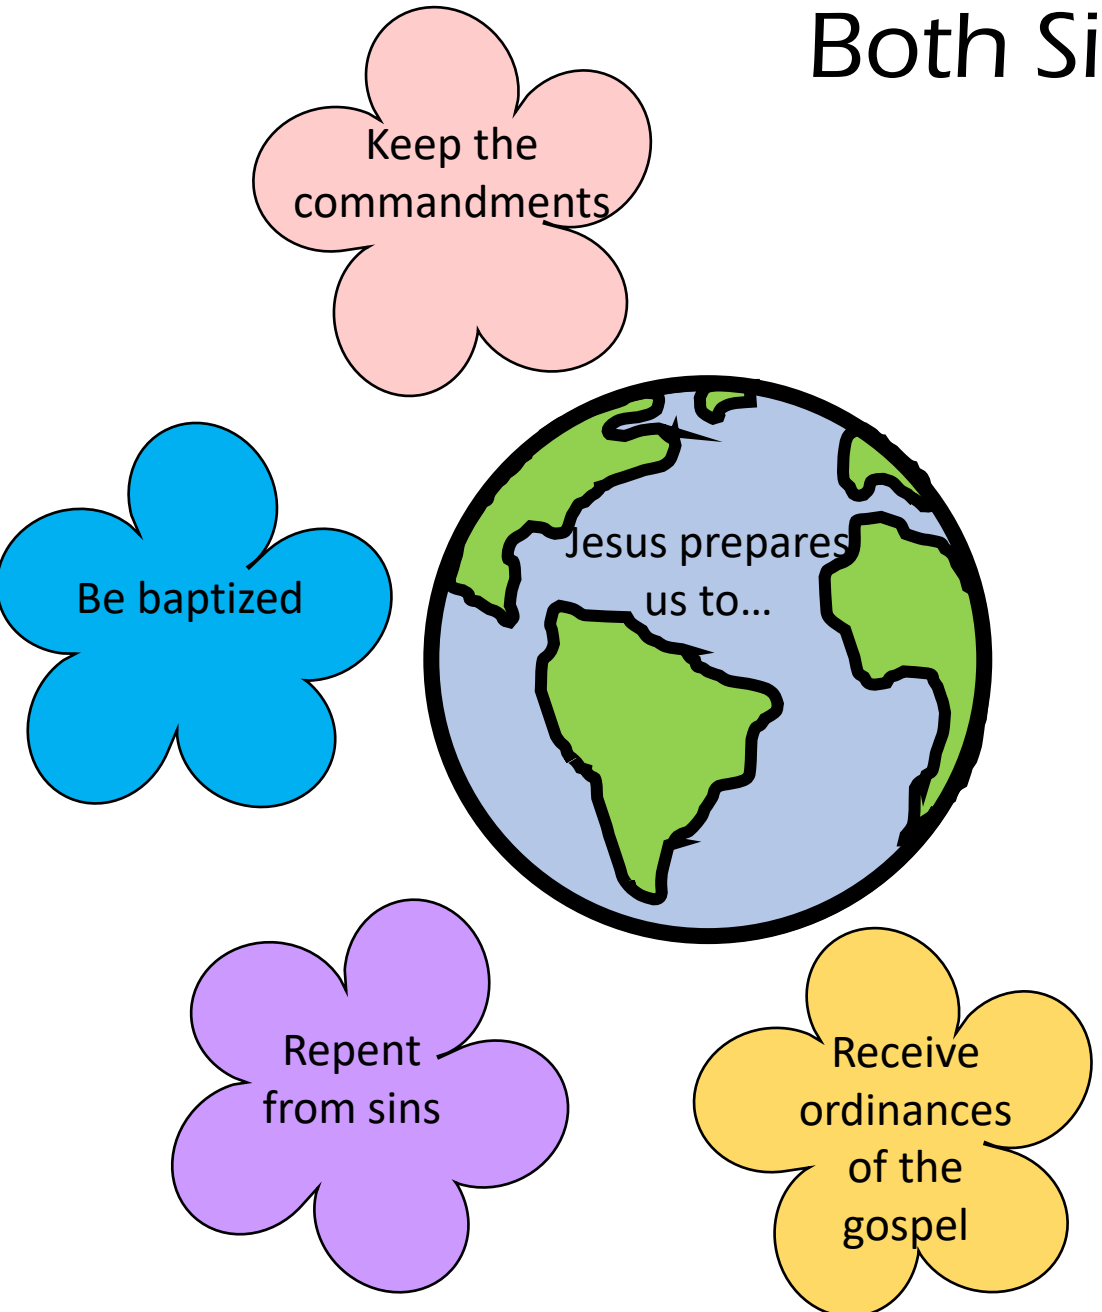 Both Si
Keep the
commandments
Jesus prepares
us to...
Be baptized
Repent
from sins
Receive
ordinances
of the
gospel